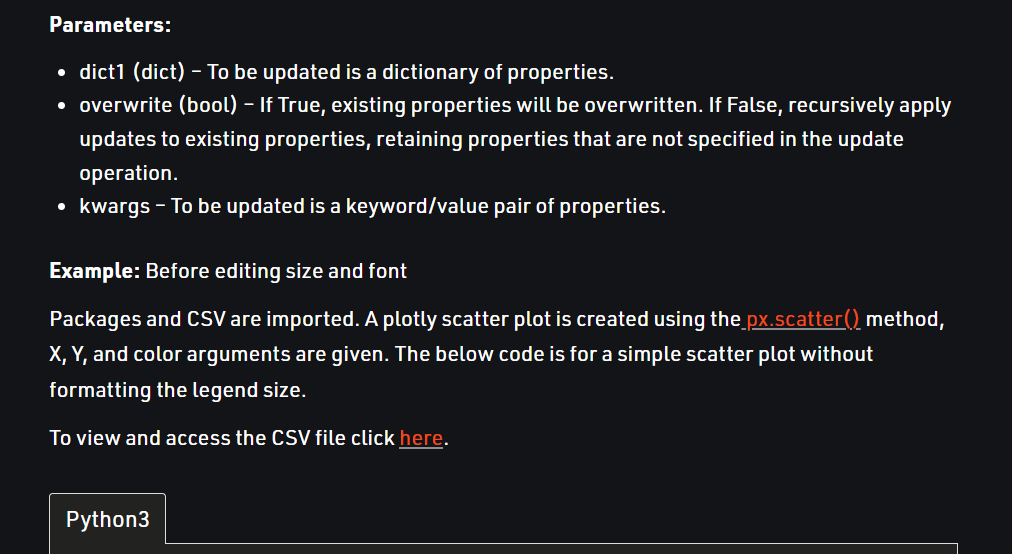 Parameters:
• dict1 (dict) – To be updated is a dictionary of properties.
• overwrite (bool) – If True, existing properties will be overwritten. If False, recursively apply
updates to existing properties, retaining properties that are not specified in the update
operation.
• kwargs – To be updated is a keyword/value pair of properties.
Example: Before editing size and font
Packages and CSV are imported. A plotly scatter plot is created using the px.scatter() method,
X, Y, and color arguments are given. The below code is for a simple scatter plot without
formatting the legend size.
To view and access the CSV file click here.
Python3